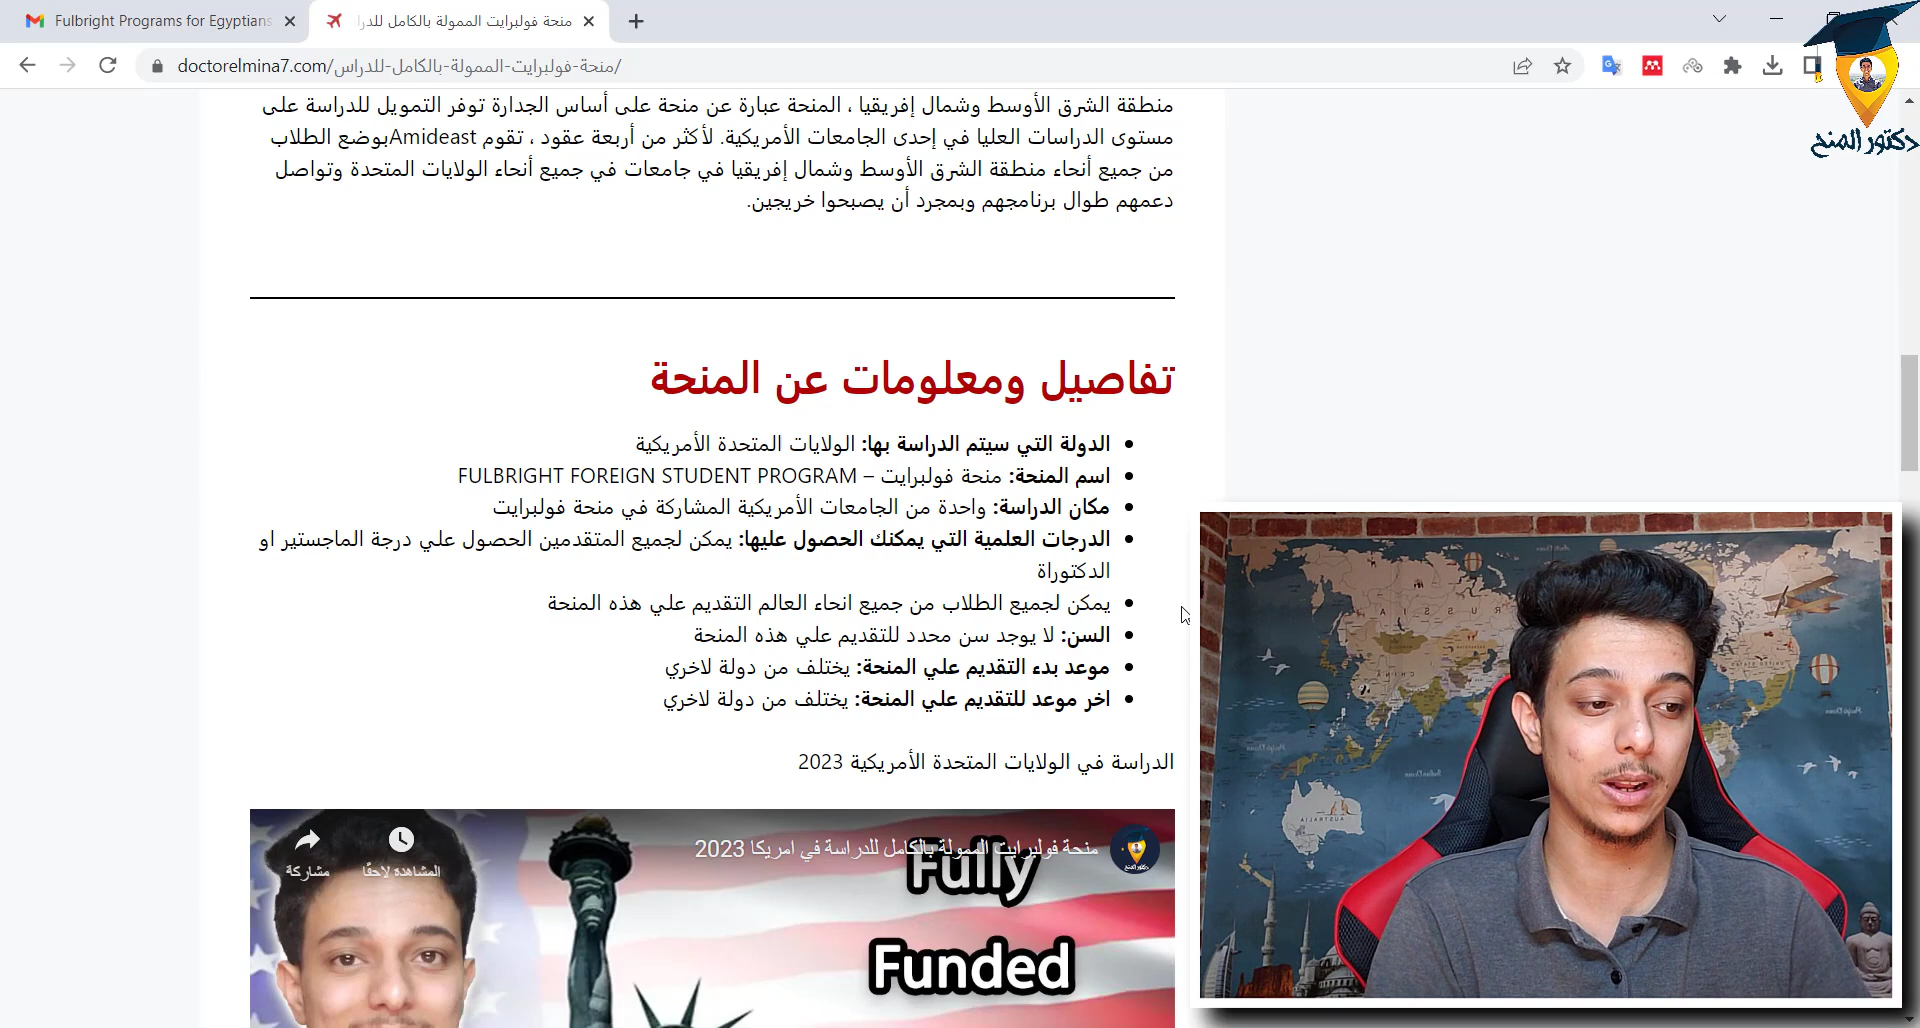 Fulbright Programs for Egyptians
منحة فولبرايت الممولة بالكامل للدرا
doctorelmina7.com/منحة-فولبرايت-الممولة-بالكامل-للدراس/
دكتور المنح
منطقة الشرق الأوسط وشمال إفريقيا ، المنحة عبارة عن منحة على أساس الجدارة توفر التمويل للدراسة على
مستوى الدراسات العليا في إحدى الجامعات الأمريكية. لأكثر من أربعة عقود ، تقوم Amideastبوضع الطلاب
من جميع أنحاء منطقة الشرق الأوسط وشمال إفريقيا في جامعات في جميع أنحاء الولايات المتحدة وتواصل
دعمهم طوال برنامجهم وبمجرد أن يصبحوا خريجين.
تفاصيل ومعلومات عن المنحة
الدولة التي سيتم الدراسة بها: الولايات المتحدة الأمريكية
اسم المنحة: منحة فولبرايت – FULBRIGHT FOREIGN STUDENT PROGRAM
مكان الدراسة: واحدة من الجامعات الأمريكية المشاركة في منحة فولبرايت
الدرجات العلمية التي يمكنك الحصول عليها: يمكن لجميع المتقدمين الحصول علي درجة الماجستير او
الدكتوراة
يمكن لجميع الطلاب من جميع انحاء العالم التقديم علي هذه المنحة
السن: لا يوجد سن محدد للتقديم علي هذه المنحة
موعد بدء التقديم علي المنحة: يختلف من دولة لاخري
اخر موعد للتقديم علي المنحة: يختلف من دولة لاخري
الدراسة في الولايات المتحدة الأمريكية 2023
منحة فولبرايت الممولة بالكامل للدراسة في امريكا 2023
المشاهدة لاحقًا
مشاركة
Fully
Funded
RUSSIA
CHINA
AUSTRALIA